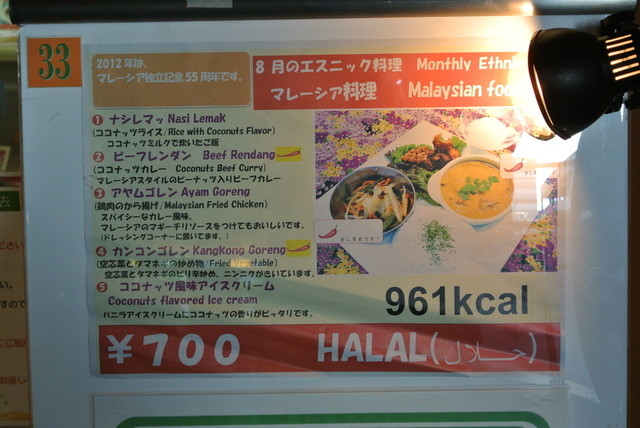 33
2012年は、
マレーシア独立記念55周年です。
8月のエスニック料理 Monthly Ethni
マレーシア料理 Malaysian foo
① ナシレマッ Nasi Lemak
(ココナッツライス/Rice with Coconuts Flavor)
ココナッツミルクで炊いたご飯
② ビーフレンダン Beef Rendang
(ココナッツカレー Coconuts Beef Curry)
マレーシアスタイルのピーナッツ入りビーフカレー
③ アヤムゴレン Ayam Goreng
(鶏肉のから揚げ/Malaysian Fried Chicken)
スパイシーなカレー風味。
マレーシアのマギーチリソースをつけてもおいしいです。
(ドレッシングコーナーに置いてます。)
④ カンコンゴレン Kangkong Goreng
(空芯菜とタマネギの炒め物/Fried Vegetable)
空芯菜とタマネギのピリ辛炒め、ニンニクがきいています。
⑤ ココナッツ風味アイスクリーム
Coconuts flavored Ice cream
バニラアイスクリームにココナッツの香りがピッタリです。
少し辛めです!
961kcal
¥700 HALAL(حلال)